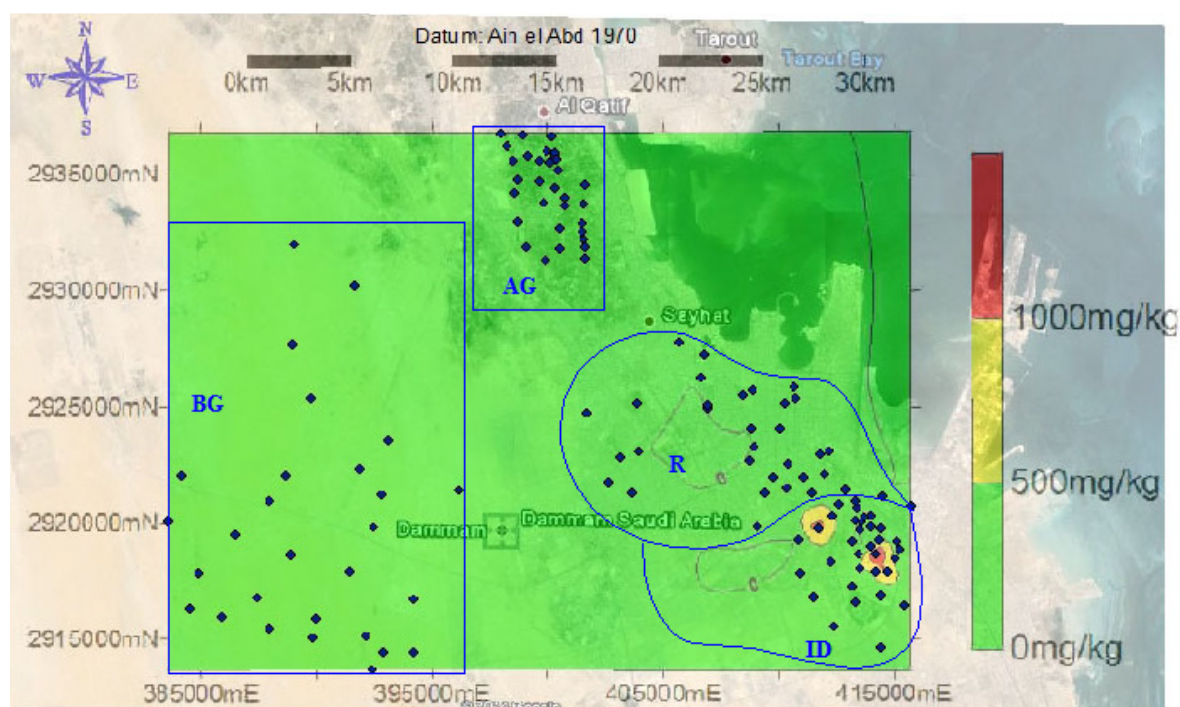 N
Datum: Ain el Abd 1970
Tarout
Tarout Bay
W E
0km 5km 10km 15km 20km 25km 30km
S
Al Qatif
2935000mN
AG
2930000mN
Sayhat
1000mg/kg
BG
2925000mN
R
500mg/kg
2920000mN
Dammam
Dammam Saudi Arabia
2915000mN
ID
0mg/kg
385000mE 395000mE 405000mE 415000mE